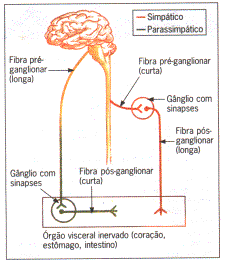 Simpático
Parassimpático
Fibra pré-
ganglionar
(longa)
Fibra pré-ganglionar
(curta)
Gânglio com
sinapses
Fibra pós-
ganglionar
(longa)
Gânglio com
sinapses
Fibra pós-ganglionar
(curta)
Órgão visceral inervado (coração,
estômago, intestino)